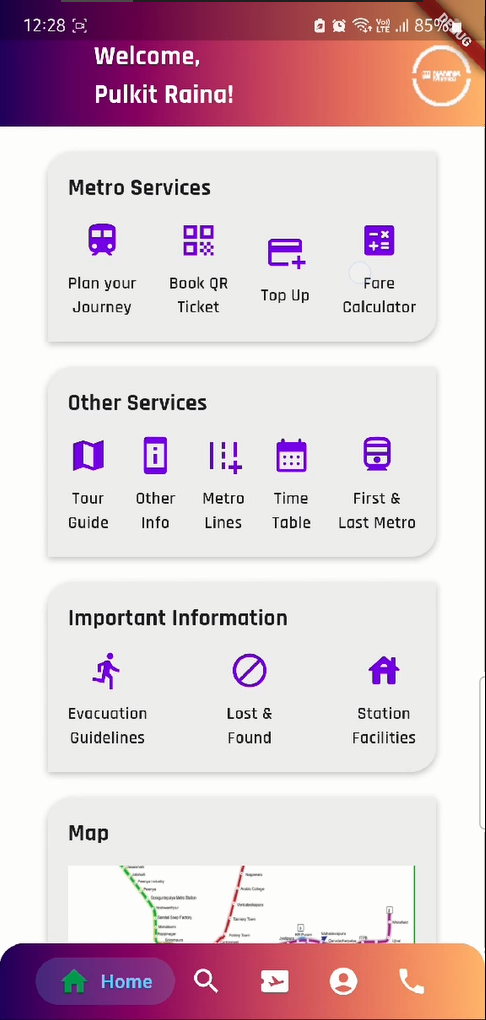 12:28
Vo))
LTE
85%
DEBUG
Welcome,
Pulkit Raina!
Metro Services
Plan your
Journey
Book QR
Ticket
Top Up
Fare
Calculator
Other Services
Tour
Guide
Other
Info
Metro
Lines
Time
Table
First &
Last Metro
Important Information
Evacuation
Guidelines
Lost &
Found
Station
Facilities
Map
Home